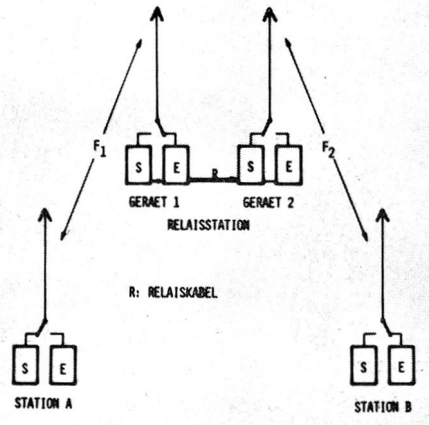 F1
F2
S E
R
S E
GERAET 1
GERAET 2
RELAISSTATION
R: RELAISKABEL
S E
S E
STATION A
STATION B